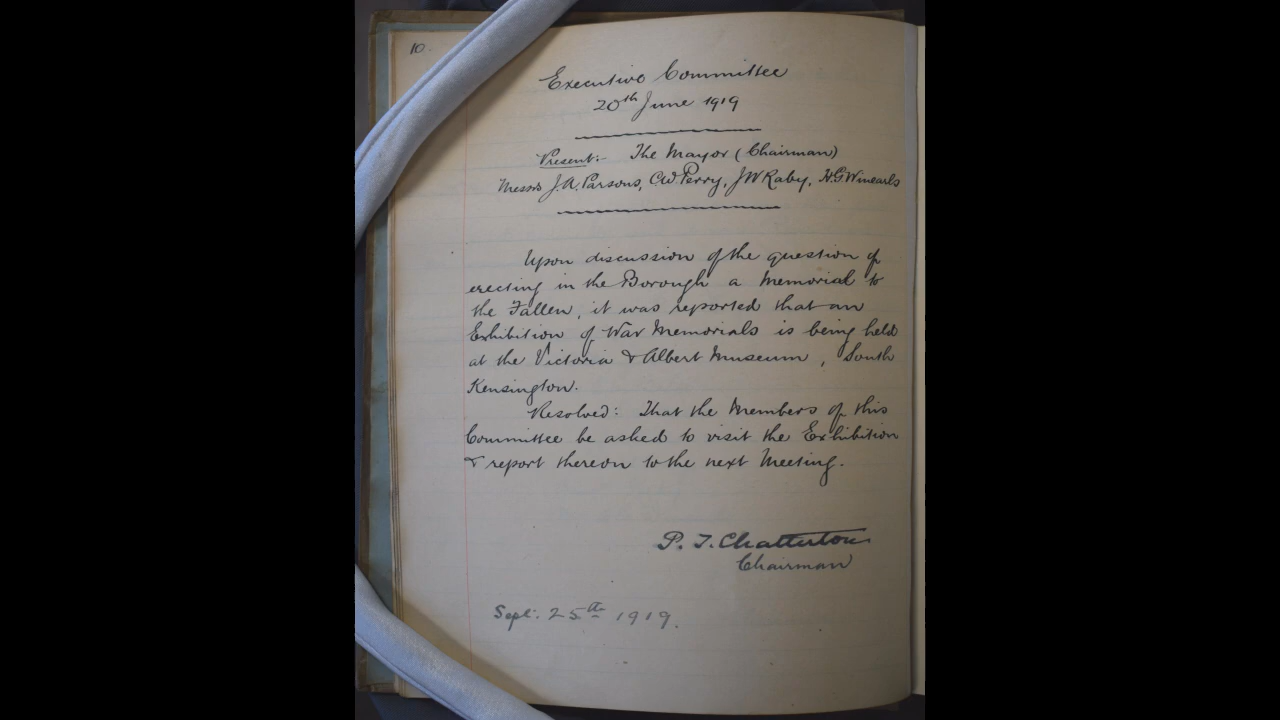 10.
Executive Committee
20th June 1919
Present:- The Mayor (Chairman)
Messrs J.A. Parsons, C.W. Perry, J W Raby, H.G Winearls
Upon discussion of the question of
erecting in the Borough a Memorial to
the Fallen, it was reported that an
Exhibition of War Memorials is being held
at the Victoria & Albert Museum, South
Kensington.
Resolved: That the Members of this
Committee be asked to visit the Exhibition
& report thereon to the next Meeting.
P. I. Chatterton
Chairman
Sept: 25th 1919.